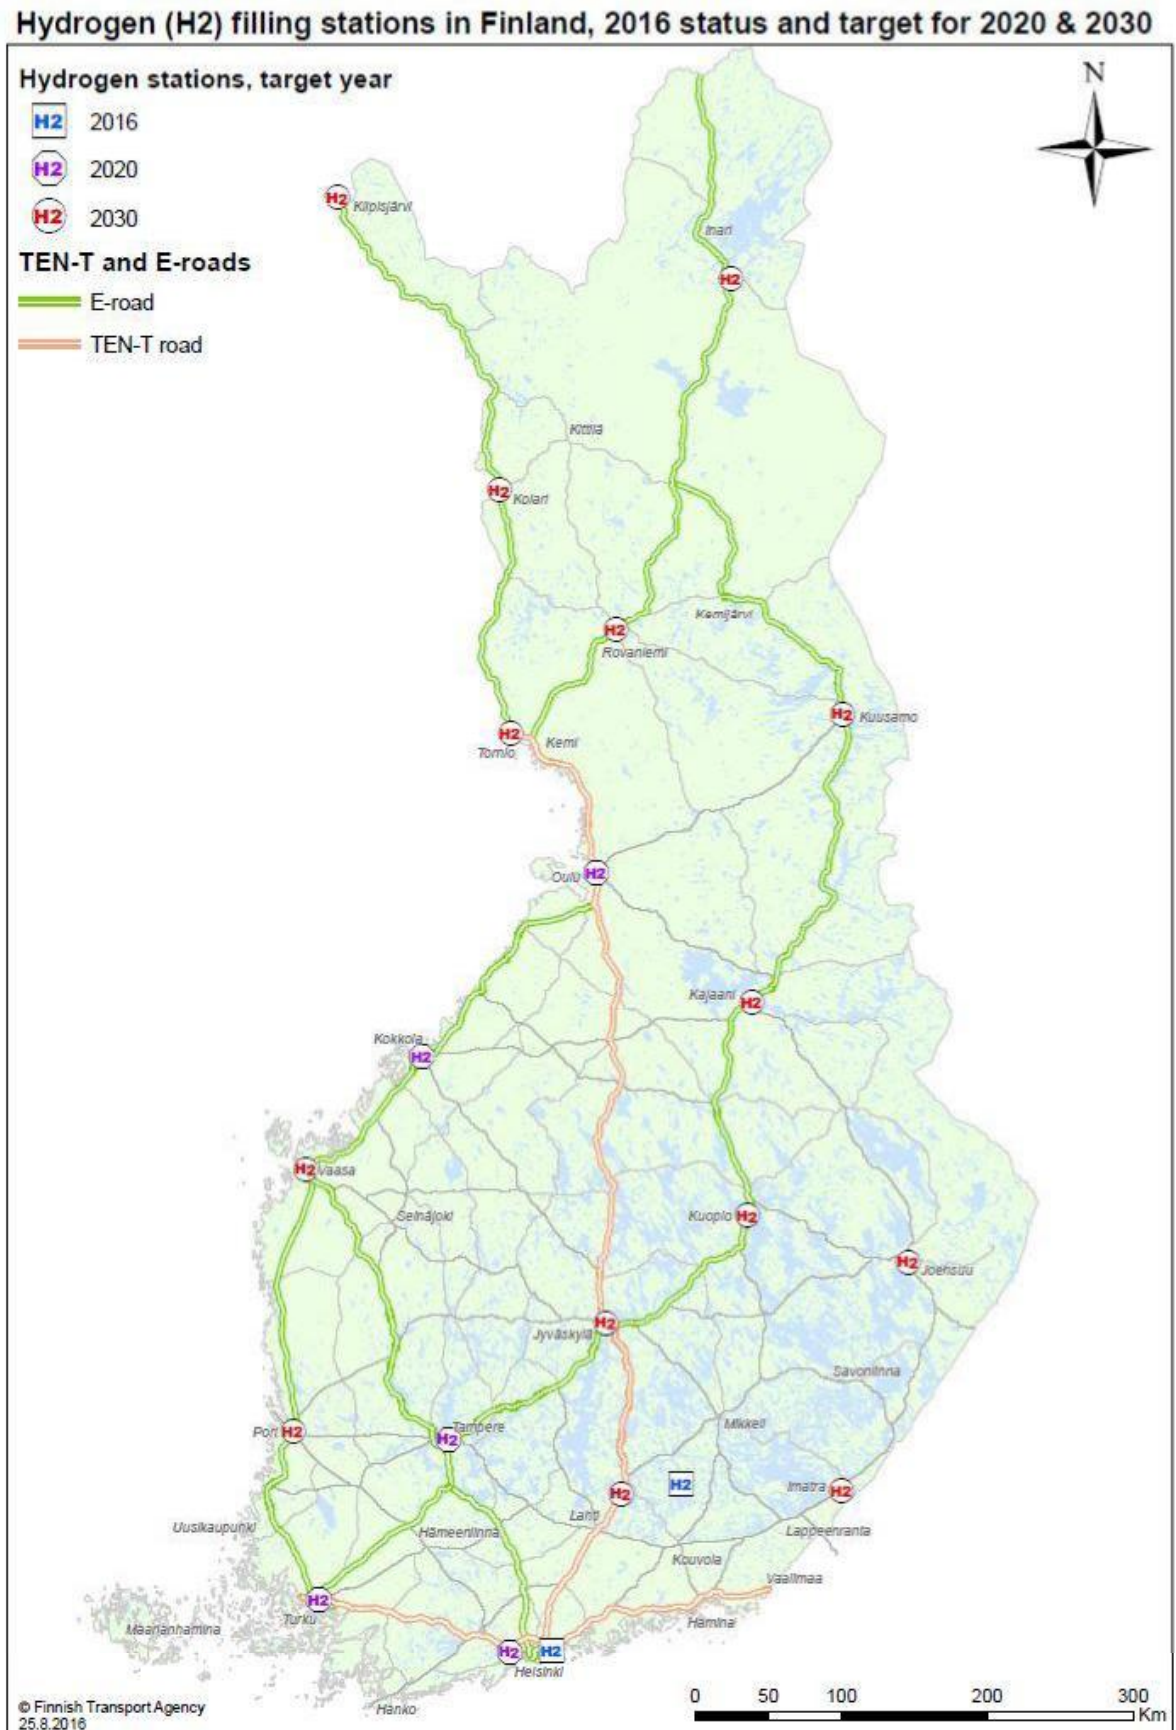 Hydrogen (H2) filling stations in Finland, 2016 status and target for 2020 & 2030
Hydrogen stations, target year
H2 2016
H2 2020
H2 2030
TEN-T and E-roads
E-road
TEN-T road
N
H2 Kilpisjärvi
Inari
H2
Kittilä
H2 Kolari
Kemijärvi
H2
Rovaniemi
H2 Kuusamo
H2
Tornio
Kemi
Oulu H2
Kajaani H2
Kokkola
H2
H2 Vaasa
Seinäjoki
Kuopio H2
H2 Joensuu
H2
Jyväskylä
Savonlinna
Mikkeli
Pori H2
Tampere
H2
H2
Imatra H2
H2
Lahti
Uusikaupunki
Hämeenlinna
Lappeenranta
Kouvola
Vaalimaa
H2
Turku
Hamina
Maarianhamina
H2 H2
Helsinki
Hanko
© Finnish Transport Agency
25.8.2016
0 50 100 200 300
Km